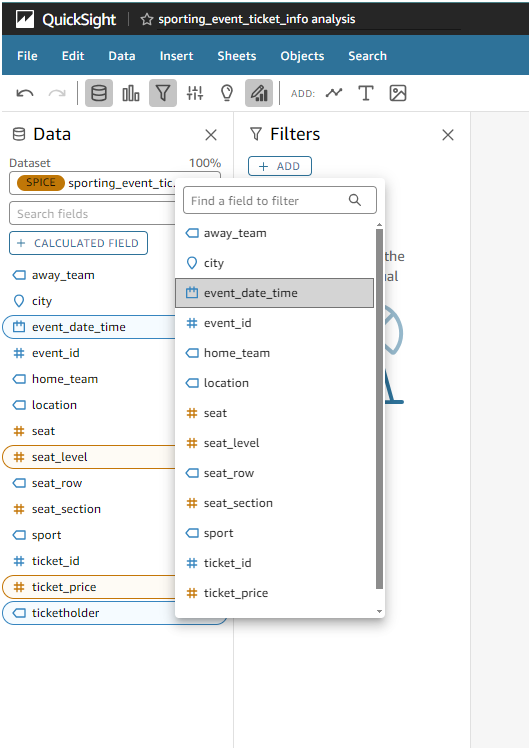 QuickSight sporting_event_ticket_info analysis
File Edit Data Insert Sheets Objects Search
ADD:
Data
Dataset 100%
SPICE sporting_event_tic...
Search fields
+ CALCULATED FIELD
away_team
city
event_date_time
event_id
home_team
location
seat
seat_level
seat_row
seat_section
sport
ticket_id
ticket_price
ticketholder
Filters
+ ADD
the
al
Find a field to filter
away_team
city
event_date_time
event_id
home_team
location
seat
seat_level
seat_row
seat_section
sport
ticket_id
ticket_price